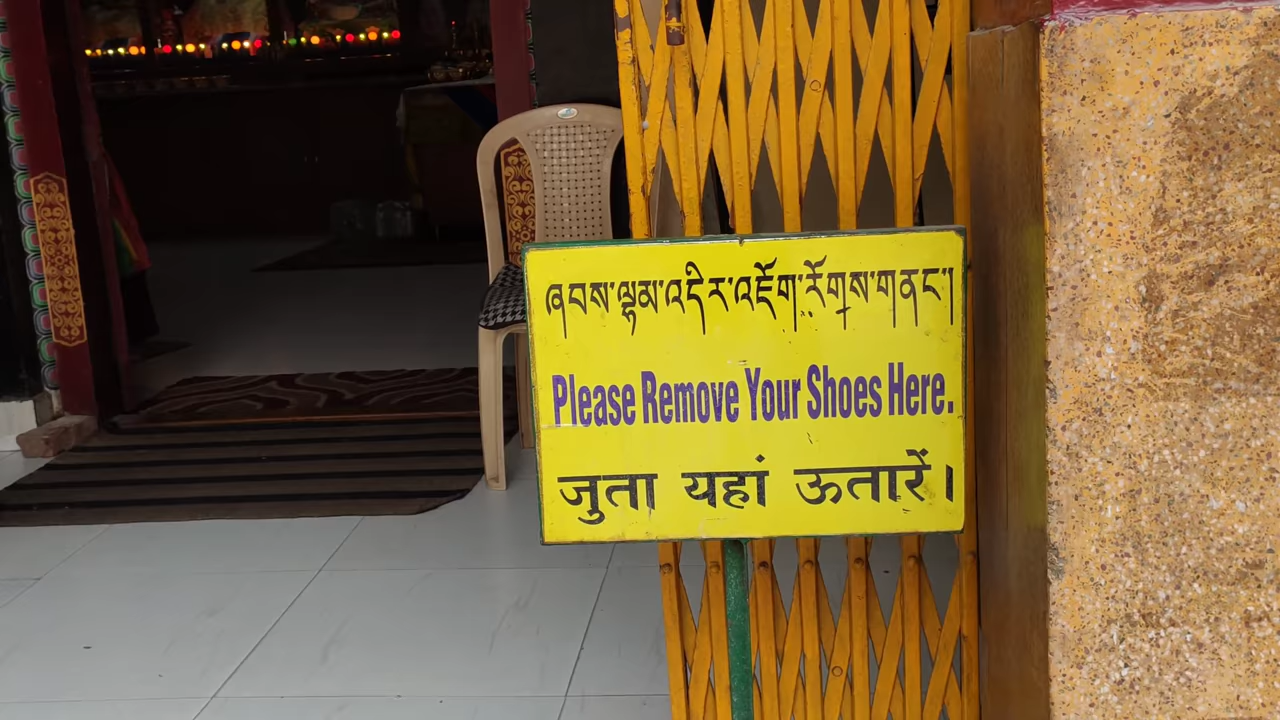 ཞབས་ལྷམ་འདིར་འཇོག་རོགས་གནང་།
Please Remove Your Shoes Here.
जुता यहां ऊतारें।